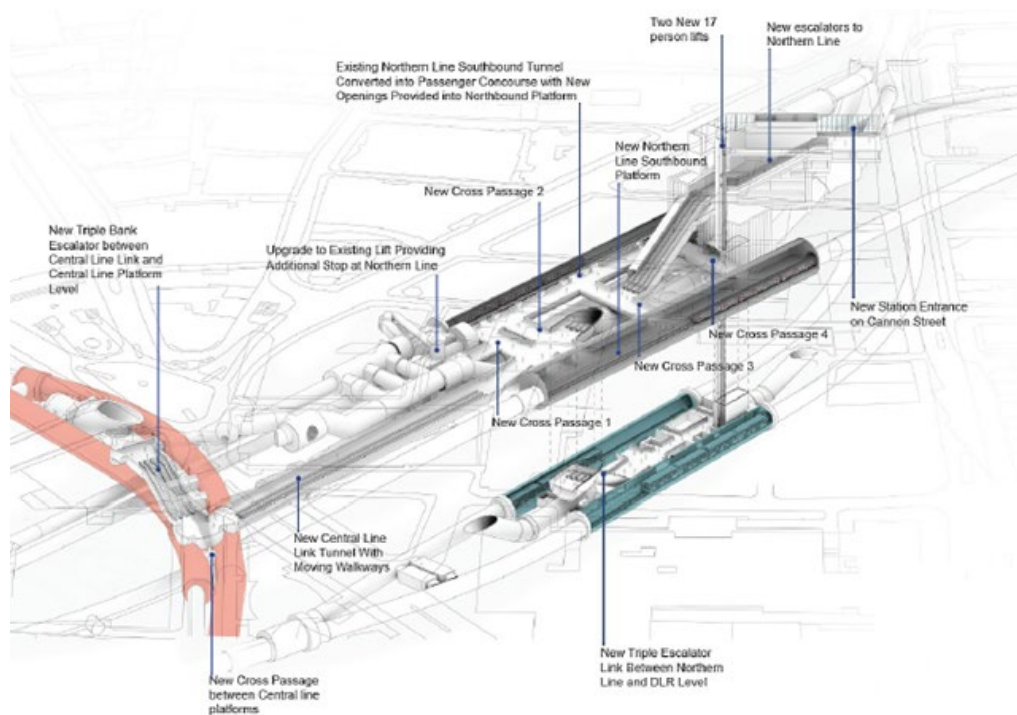 Two New 17
person lifts
New escalators to
Northern Line
Existing Northern Line Southbound Tunnel
Converted into Passenger Concourse with New
Openings Provided into Northbound Platform
New Northern
Line Southbound
Platform
New Cross Passage 2
New Triple Bank
Escalator between
Central Line Link and
Central Line Platform
Level
Upgrade to Existing Lift Providing
Additional Stop at Northern Line
New Station Entrance
on Cannon Street
New Cross Passage 4
New Cross Passage 3
New Cross Passage 1
New Central Line
Link Tunnel With
Moving Walkways
New Triple Escalator
Link Between Northern
Line and DLR Level
New Cross Passage
between Central line
platforms